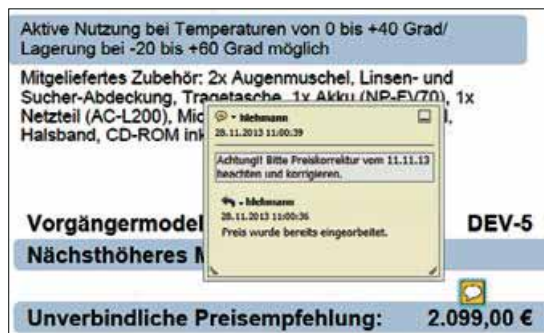 Aktive Nutzung bei Temperaturen von 0 bis +40 Grad/
Lagerung bei -20 bis +60 Grad möglich
Mitgeliefertes Zubehör: 2x Augenmuschel, Linsen- und
Sucher-Abdeckung, Tragetasche, 1x Akku (NP-FV70), 1x
Netzteil (AC-L200),
Halsband, CD-ROM
28.11.2013 11:00:39
Achtung!! Bitte Preiskorrektur vom 11.11.13
beachten und korrigieren.
28.11.2013 11:00:36
Preis wurde bereits eingearbeitet.
DEV-5
Nächsthöheres
Unverbindliche Preisempfehlung: 2.099,00 €